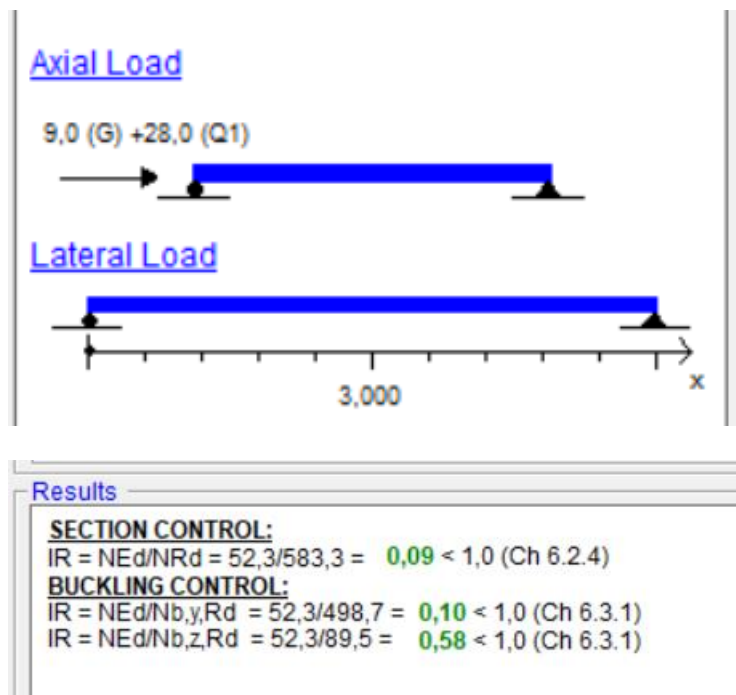 Axial Load
9,0 (G) +28,0 (Q1)
Lateral Load
3,000
x
Results
SECTION CONTROL:
IR = NEd/NRd = 52,3/583,3 = 0,09 < 1,0 (Ch 6.2.4)
BUCKLING CONTROL:
IR = NEd/Nb,y,Rd = 52,3/498,7 = 0,10 < 1,0 (Ch 6.3.1)
IR = NEd/Nb,z,Rd = 52,3/89,5 = 0,58 < 1,0 (Ch 6.3.1)